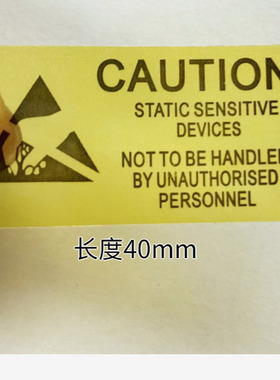 CAUTION
STATIC SENSITIVE
DEVICES
NOT TO BE HANDLED
BY UNAUTHORISED
PERSONNEL
长度40mm